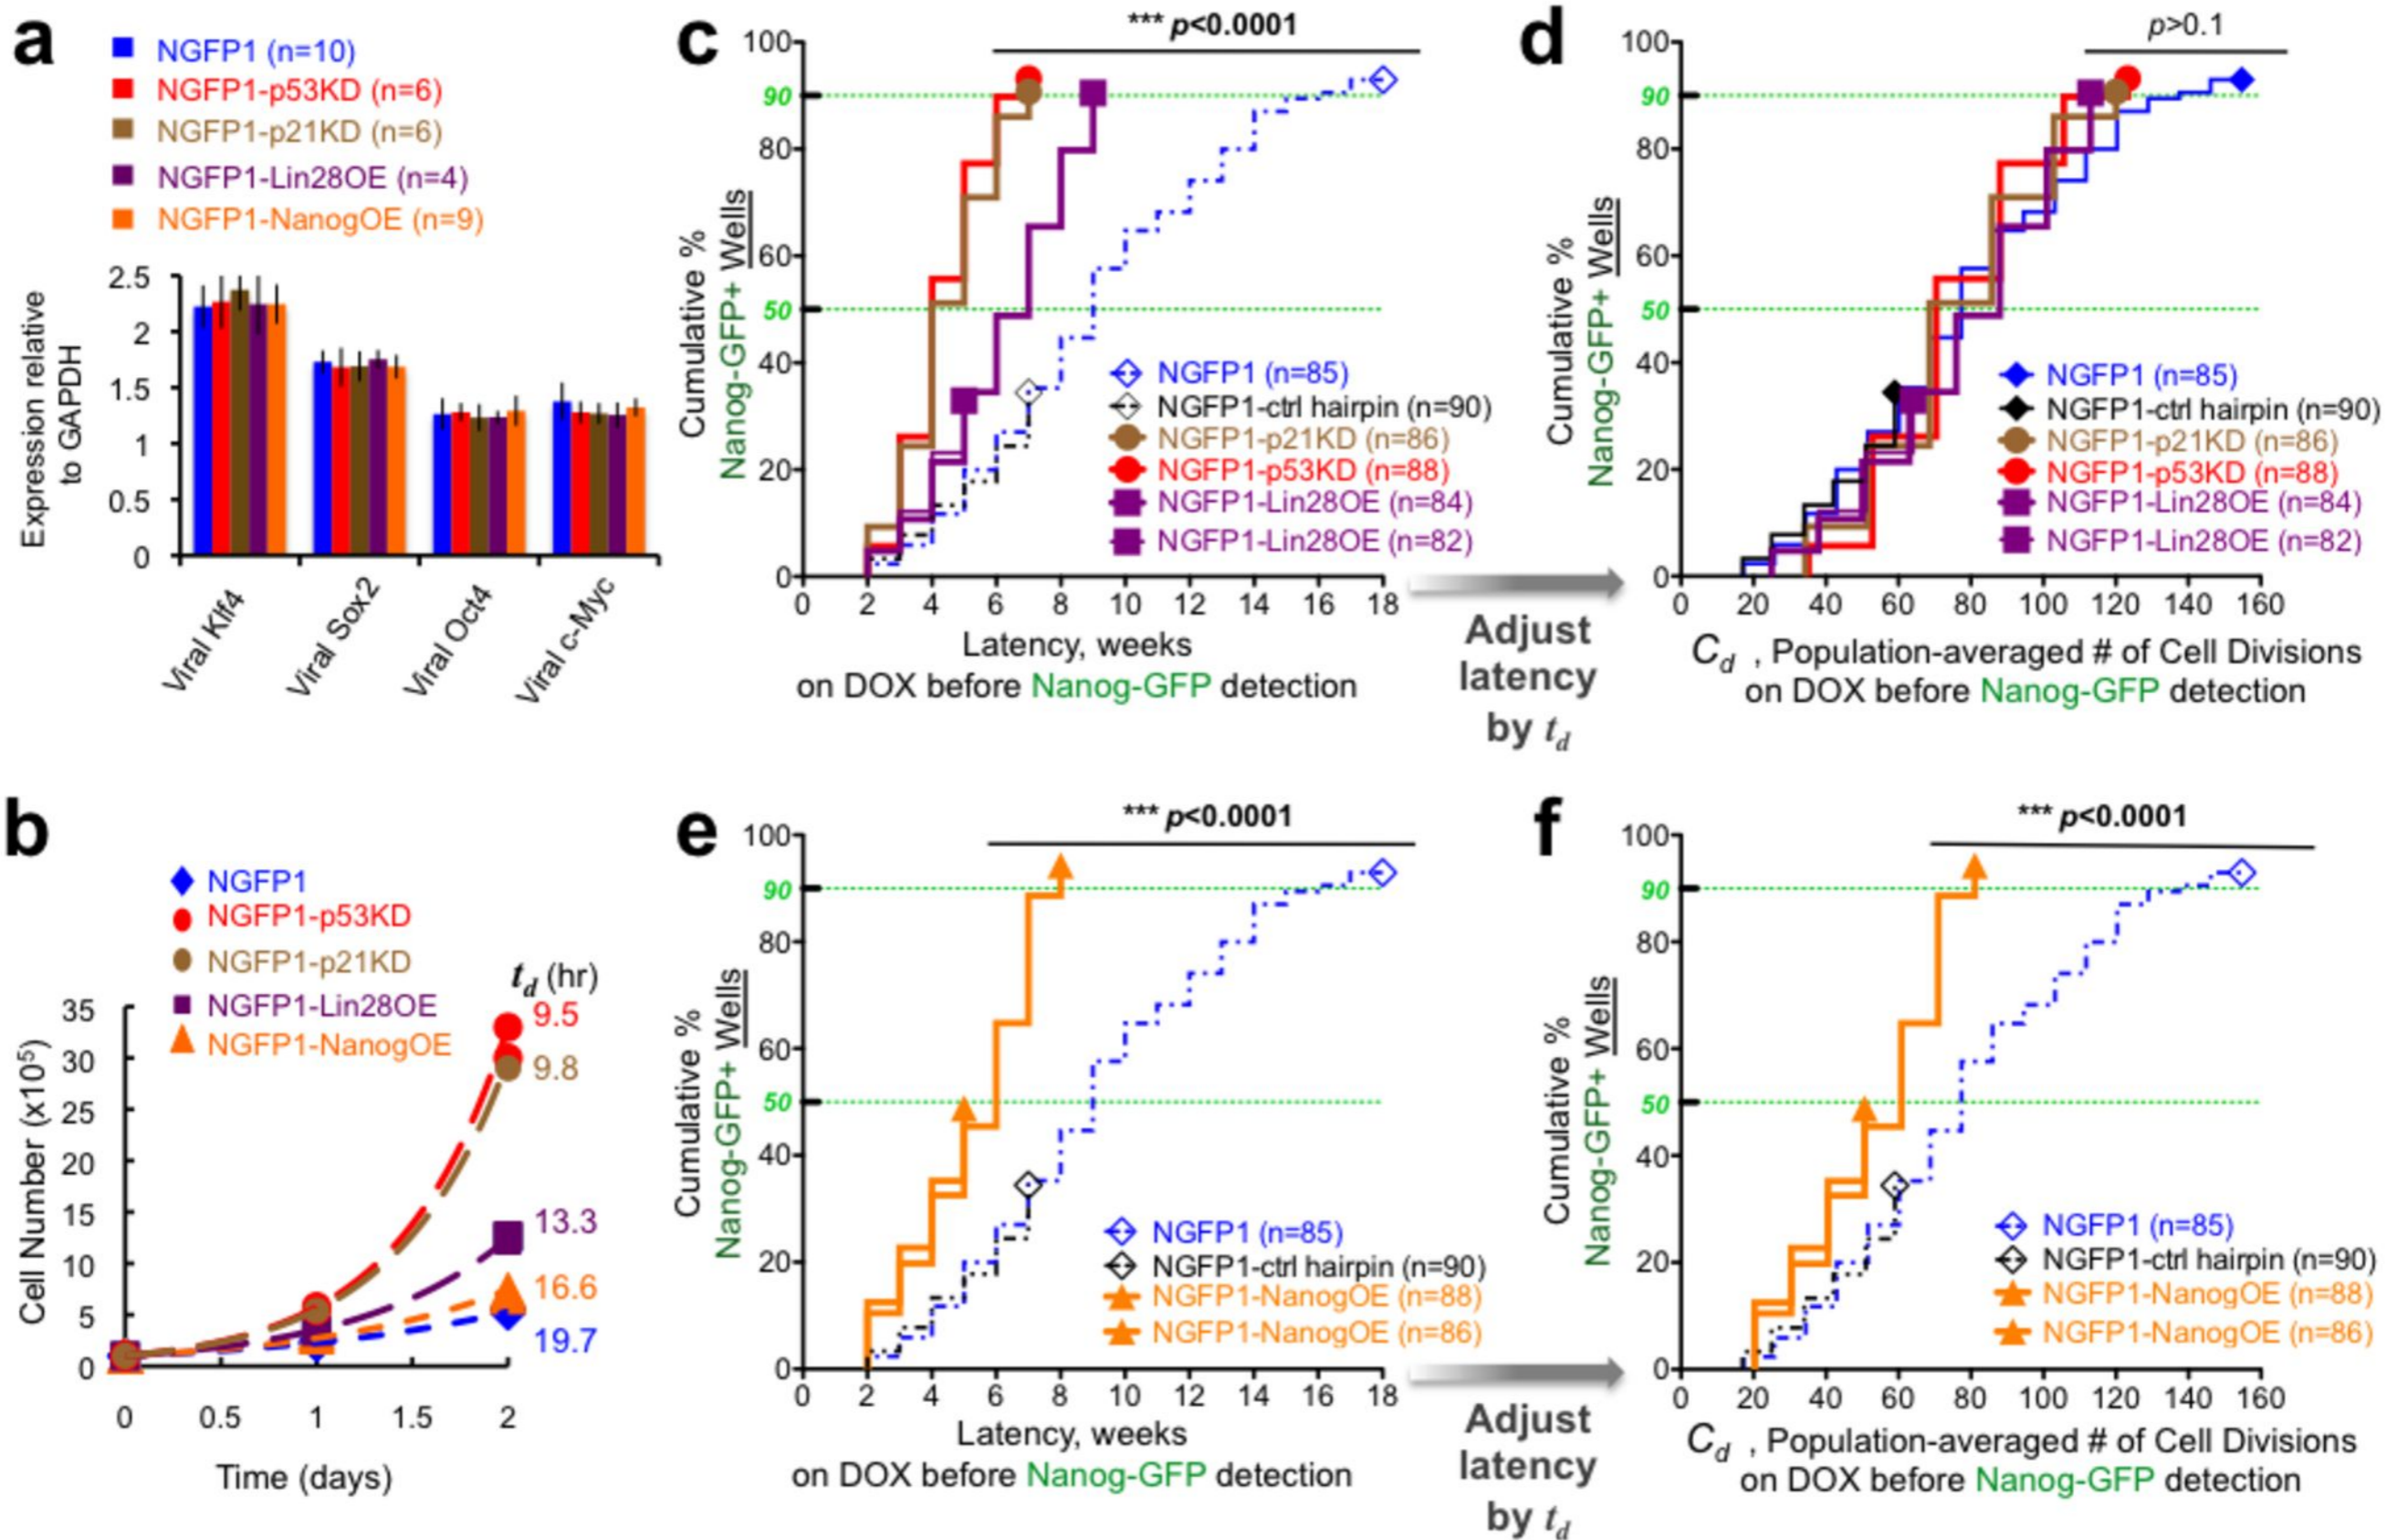 a
NGFP1 (n=10)
NGFP1-p53KD (n=6)
NGFP1-p21KD (n=6)
NGFP1-Lin28OE (n=4)
NGFP1-NanogOE (n=9)
Expression relative
to GAPDH
2.5
2
1.5
1
0.5
0
Viral Klf4
Viral Sox2
Viral Oct4
Viral c-Myc
b
NGFP1
NGFP1-p53KD
NGFP1-p21KD
NGFP1-Lin28OE
NGFP1-NanogOE
td (hr)
9.5
9.8
13.3
16.6
19.7
Cell Number (x10⁵)
35
30
25
20
15
10
5
0
0 0.5 1 1.5 2
Time (days)
c
*** p<0.0001
Cumulative %
Nanog-GFP+ Wells
100
90
80
60
50
40
20
0
NGFP1 (n=85)
NGFP1-ctrl hairpin (n=90)
NGFP1-p21KD (n=86)
NGFP1-p53KD (n=88)
NGFP1-Lin28OE (n=84)
NGFP1-Lin28OE (n=82)
0 2 4 6 8 10 12 14 16 18
Latency, weeks
on DOX before Nanog-GFP detection
Adjust
latency
by td
d
p>0.1
Cumulative %
Nanog-GFP+ Wells
100
90
80
60
50
40
20
0
NGFP1 (n=85)
NGFP1-ctrl hairpin (n=90)
NGFP1-p21KD (n=86)
NGFP1-p53KD (n=88)
NGFP1-Lin28OE (n=84)
NGFP1-Lin28OE (n=82)
0 20 40 60 80 100 120 140 160
Cd , Population-averaged # of Cell Divisions
on DOX before Nanog-GFP detection
e
*** p<0.0001
Cumulative %
Nanog-GFP+ Wells
100
90
80
60
50
40
20
0
NGFP1 (n=85)
NGFP1-ctrl hairpin (n=90)
NGFP1-NanogOE (n=88)
NGFP1-NanogOE (n=86)
0 2 4 6 8 10 12 14 16 18
Latency, weeks
on DOX before Nanog-GFP detection
Adjust
latency
by td
f
*** p<0.0001
Cumulative %
Nanog-GFP+ Wells
100
90
80
60
50
40
20
0
NGFP1 (n=85)
NGFP1-ctrl hairpin (n=90)
NGFP1-NanogOE (n=88)
NGFP1-NanogOE (n=86)
0 20 40 60 80 100 120 140 160
Cd , Population-averaged # of Cell Divisions
on DOX before Nanog-GFP detection